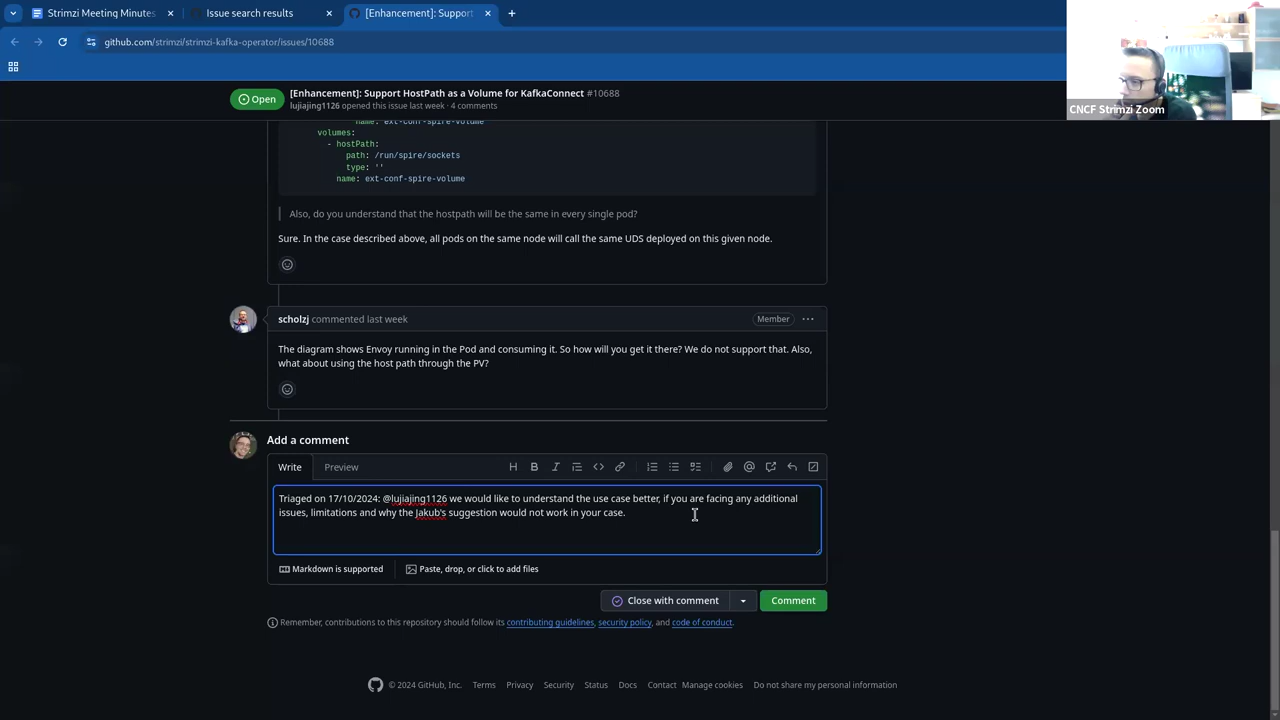 Strimzi Meeting Minutes
Issue search results
[Enhancement]: Support
github.com/strimzi/strimzi-kafka-operator/issues/10688
CNCF Strimzi Zoom
Open
[Enhancement]: Support HostPath as a Volume for KafkaConnect #10688
lujiajing1126 opened this issue last week · 4 comments
name: ext-conf-spire-volume
volumes:
- hostPath:
path: /run/spire/sockets
type: ''
name: ext-conf-spire-volume
Also, do you understand that the hostpath will be the same in every single pod?
Sure. In the case described above, all pods on the same node will call the same UDS deployed on this given node.
scholzj commented last week
Member
The diagram shows Envoy running in the Pod and consuming it. So how will you get it there? We do not support that. Also,
what about using the host path through the PV?
Add a comment
Write
Preview
Triaged on 17/10/2024: @lujiajing1126 we would like to understand the use case better, if you are facing any additional
issues, limitations and why the Jakub's suggestion would not work in your case.
Markdown is supported
Paste, drop, or click to add files
Close with comment
Comment
Remember, contributions to this repository should follow its contributing guidelines, security policy, and code of conduct.
© 2024 GitHub, Inc. Terms Privacy Security Status Docs Contact Manage cookies Do not share my personal information